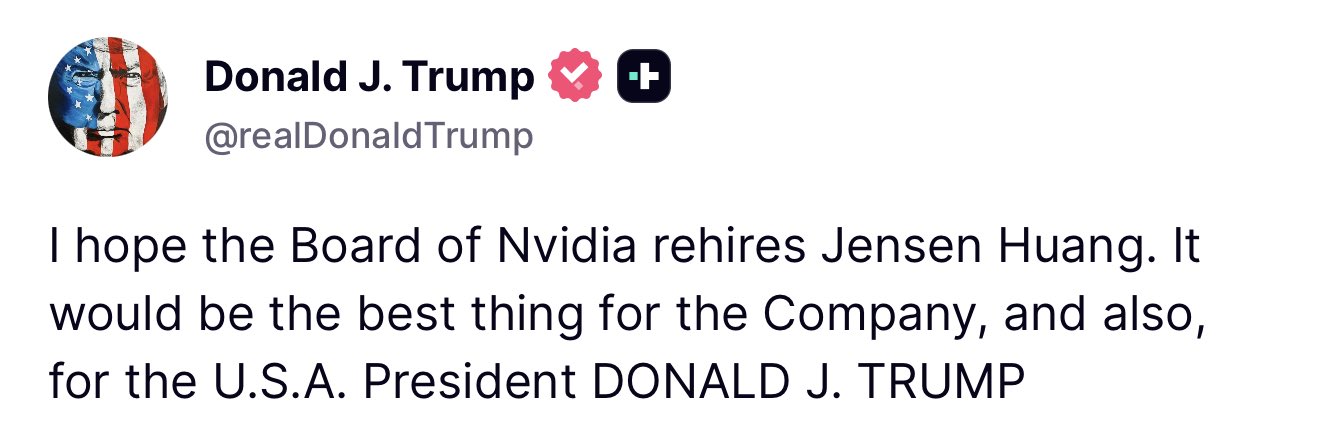 Donald J. Trump
@realDonaldTrump
I hope the Board of Nvidia rehires Jensen Huang. It
would be the best thing for the Company, and also,
for the U.S.A. President DONALD J. TRUMP